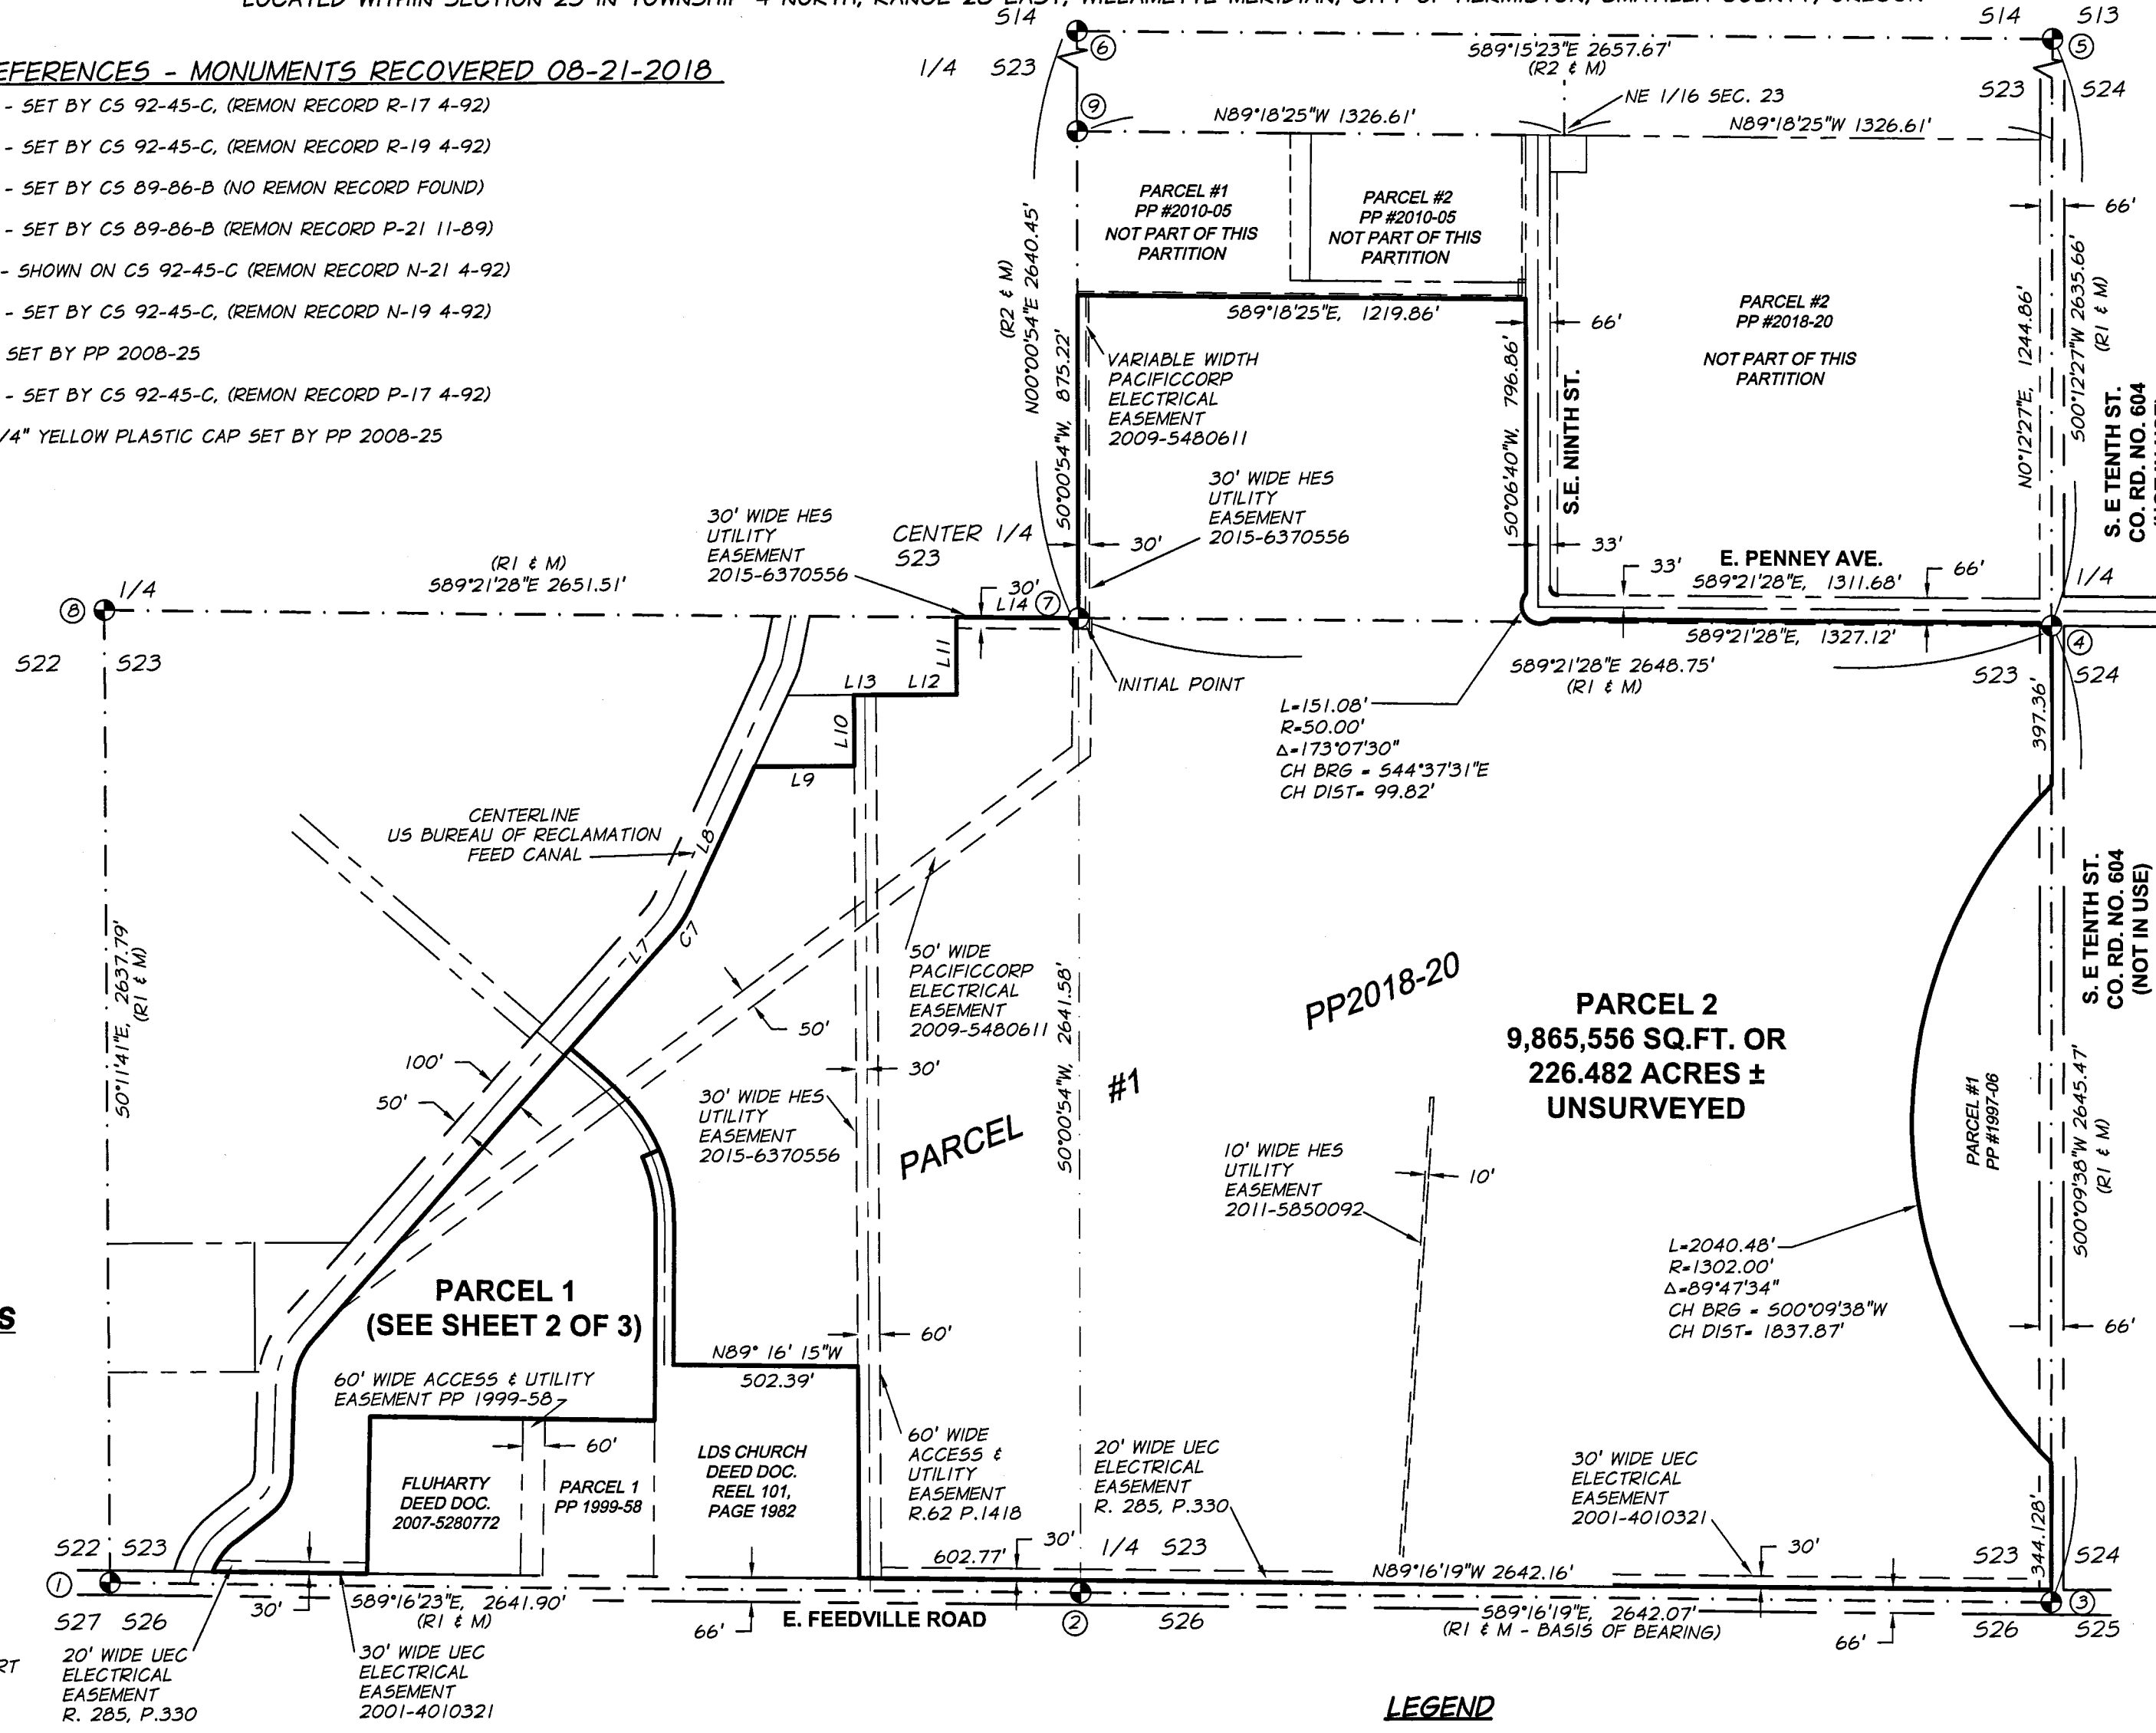 S14
S14 S13
S89°15'23"E 2657.67'
(R2 & M)
6
5
1/4 S23
S23 S24
EFERENCES - MONUMENTS RECOVERED 08-21-2018
- SET BY CS 92-45-C, (REMON RECORD R-17 4-92)
- SET BY CS 92-45-C, (REMON RECORD R-19 4-92)
- SET BY CS 89-86-B (NO REMON RECORD FOUND)
- SET BY CS 89-86-B (REMON RECORD P-21 11-89)
- SHOWN ON CS 92-45-C (REMON RECORD N-21 4-92)
- SET BY CS 92-45-C, (REMON RECORD N-19 4-92)
SET BY PP 2008-25
- SET BY CS 92-45-C, (REMON RECORD P-17 4-92)
/4" YELLOW PLASTIC CAP SET BY PP 2008-25
9
N89°18'25"W 1326.61'
NE 1/16 SEC. 23
N89°18'25"W 1326.61'
PARCEL #1
PP #2010-05
NOT PART OF THIS
PARTITION
PARCEL #2
PP #2010-05
NOT PART OF THIS
PARTITION
66'
N00°00'54"E 2640.45'
(R2 & M)
S0°00'54"W, 875.22'
S89°18'25"E, 1219.86'
66'
PARCEL #2
PP #2018-20
NOT PART OF THIS
PARTITION
S0°06'40"W, 796.86'
S.E. NINTH ST.
N0°12'27"E, 1244.86'
S00°12'27"W 2635.66'
(R1 & M)
S. E TENTH ST.
CO. RD. NO. 604
VARIABLE WIDTH
PACIFICCORP
ELECTRICAL
EASEMENT
2009-5480611
30' WIDE HES
UTILITY
EASEMENT
2015-6370556
30'
33'
33'
E. PENNEY AVE.
S89°21'28"E, 1311.68'
66'
1/4
30' WIDE HES
UTILITY
EASEMENT
2015-6370556
CENTER 1/4
S23
(R1 & M)
S89°21'28"E 2651.51'
1/4
8
30'
L14
7
S89°21'28"E, 1327.12'
4
S22 S23
S89°21'28"E 2648.75'
(R1 & M)
S23 S24
INITIAL POINT
L11
L13 L12
L10
L9
L=151.08'
R=50.00'
Δ=173°07'30"
CH BRG = S44°37'31"E
CH DIST= 99.82'
397.36'
CENTERLINE
US BUREAU OF RECLAMATION
FEED CANAL
L8
L7
C7
S0°11'41"E, 2637.79'
(R1 & M)
50' WIDE
PACIFICCORP
ELECTRICAL
EASEMENT
2009-5480611
50'
S0°00'54"W, 2641.58'
PP2018-20
PARCEL 2
9,865,556 SQ.FT. OR
226.482 ACRES ±
UNSURVEYED
S. E TENTH ST.
CO. RD. NO. 604
(NOT IN USE)
100'
50'
30'
30' WIDE HES
UTILITY
EASEMENT
2015-6370556
PARCEL
#1
10' WIDE HES
UTILITY
EASEMENT
2011-5850092
10'
PARCEL #1
PP #1997-06
S00°09'38"W 2645.47'
(R1 & M)
L=2040.48'
R=1302.00'
Δ=89°47'34"
CH BRG = S00°09'38"W
CH DIST= 1837.87'
66'
S
PARCEL 1
(SEE SHEET 2 OF 3)
60'
N89° 16' 15"W
502.39'
60' WIDE ACCESS & UTILITY
EASEMENT PP 1999-58
60'
FLUHARTY
DEED DOC.
2007-5280772
PARCEL 1
PP 1999-58
LDS CHURCH
DEED DOC.
REEL 101,
PAGE 1982
60' WIDE
ACCESS &
UTILITY
EASEMENT
R.62 P.1418
20' WIDE UEC
ELECTRICAL
EASEMENT
R. 285, P.330
30' WIDE UEC
ELECTRICAL
EASEMENT
2001-4010321
344.128'
S22 S23
602.77'
30'
1/4 S23
N89°16'19"W 2642.16'
30'
S23 S24
1
30'
S89°16'23"E, 2641.90'
(R1 & M)
66'
E. FEEDVILLE ROAD
2
S89°16'19"E, 2642.07'
(R1 & M - BASIS OF BEARING)
66'
3
S27 S26
S26
S26 S25
RT
20' WIDE UEC
ELECTRICAL
EASEMENT
R. 285, P.330
30' WIDE UEC
ELECTRICAL
EASEMENT
2001-4010321
LEGEND